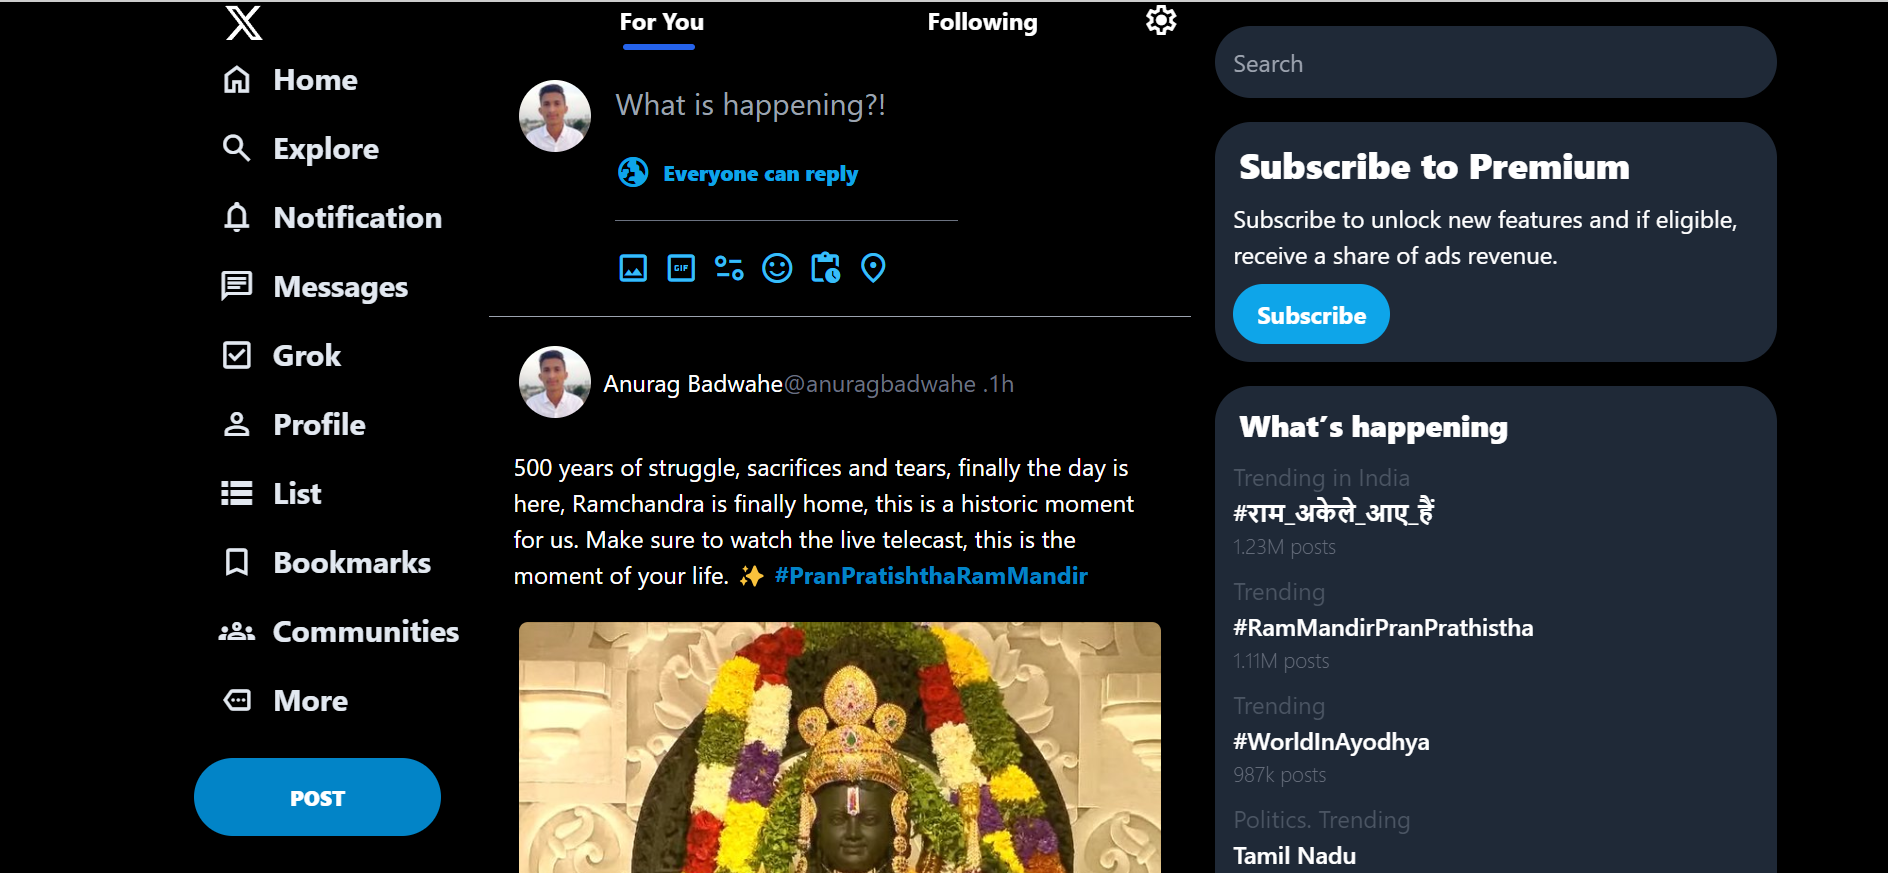 Home
Explore
Notification
Messages
Grok
Profile
List
Bookmarks
Communities
More
POST
For You
Following
What is happening?!
Everyone can reply
GIF
Anurag Badwahe@anuragbadwahe .1h
500 years of struggle, sacrifices and tears, finally the day is
here, Ramchandra is finally home, this is a historic moment
for us. Make sure to watch the live telecast, this is the
moment of your life. ✨ #PranPratishthaRamMandir
Search
Subscribe to Premium
Subscribe to unlock new features and if eligible,
receive a share of ads revenue.
Subscribe
What's happening
Trending in India
#राम_अकेले_आए_हैं
1.23M posts
Trending
#RamMandirPranPrathistha
1.11M posts
Trending
#WorldInAyodhya
987k posts
Politics. Trending
Tamil Nadu